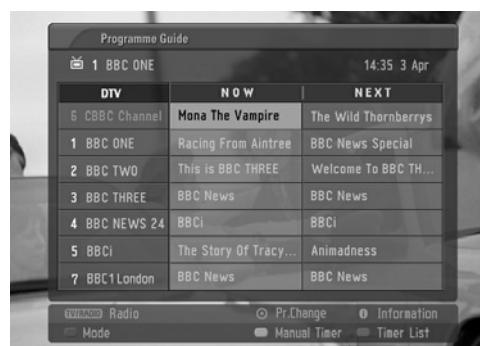 Programme Guide
1 BBC ONE 14:35 3 Apr
DTV NOW NEXT
6 CBBC Channel Mona The Vampire The Wild Thornberrys
1 BBC ONE Racing From Aintree BBC News Special
2 BBC TWO This is BBC THREE Welcome To BBC TH...
3 BBC THREE BBC News BBC News
4 BBC NEWS 24 BBCi BBCi
5 BBCi The Story Of Tracy... Animadness
7 BBC1London BBC News BBC News
TV/RADIO Radio Pr.Change i Information
Mode Manual Timer Timer List